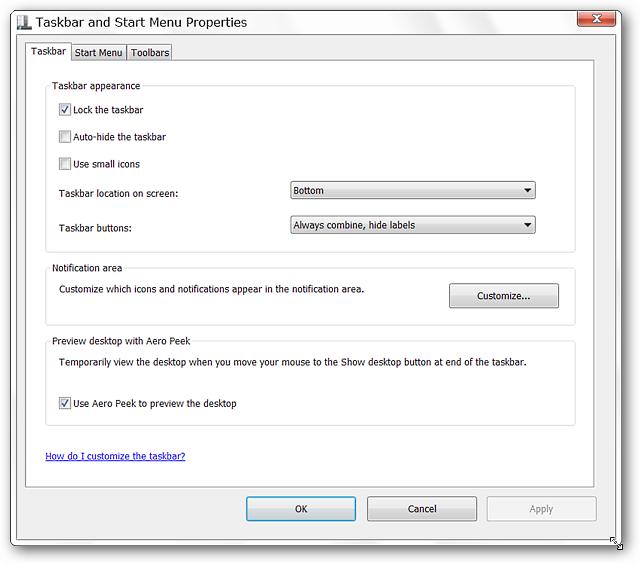 Taskbar and Start Menu Properties
Taskbar Start Menu Toolbars
Taskbar appearance
Lock the taskbar
Auto-hide the taskbar
Use small icons
Taskbar location on screen: Bottom
Taskbar buttons: Always combine, hide labels
Notification area
Customize which icons and notifications appear in the notification area.
Customize...
Preview desktop with Aero Peek
Temporarily view the desktop when you move your mouse to the Show desktop button at end of the taskbar.
Use Aero Peek to preview the desktop
How do I customize the taskbar?
OK Cancel Apply